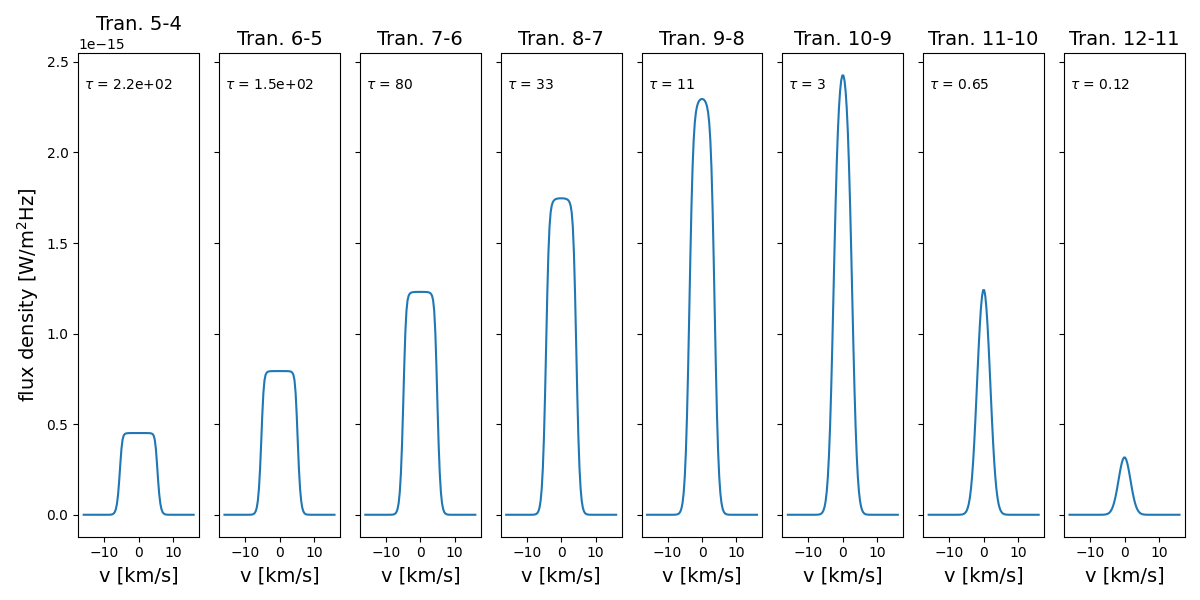 Tran. 5-4
Tran. 6-5
Tran. 7-6
Tran. 8-7
Tran. 9-8
Tran. 10-9
Tran. 11-10
Tran. 12-11
1e−15
τ = 2.2e+02
τ = 1.5e+02
τ = 80
τ = 33
τ = 11
τ = 3
τ = 0.65
τ = 0.12
2.5
2.0
1.5
1.0
0.5
0.0
flux density [W/m²Hz]
−10 0 10
−10 0 10
−10 0 10
−10 0 10
−10 0 10
−10 0 10
−10 0 10
−10 0 10
v [km/s]
v [km/s]
v [km/s]
v [km/s]
v [km/s]
v [km/s]
v [km/s]
v [km/s]